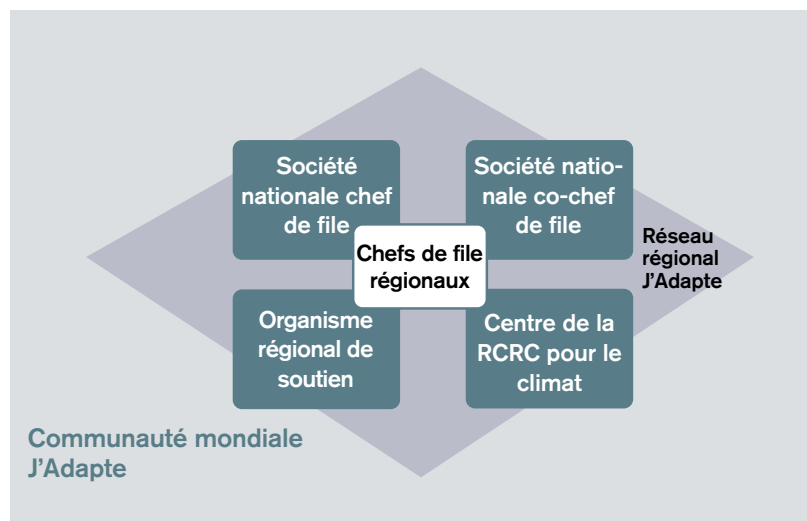 Société
nationale chef
de file
Société natio-
nale co-chef
de file
Chefs de file
régionaux
Réseau
régional
J’Adapte
Organisme
régional de
soutien
Centre de la
RCRC pour le
climat
Communauté mondiale
J’Adapte